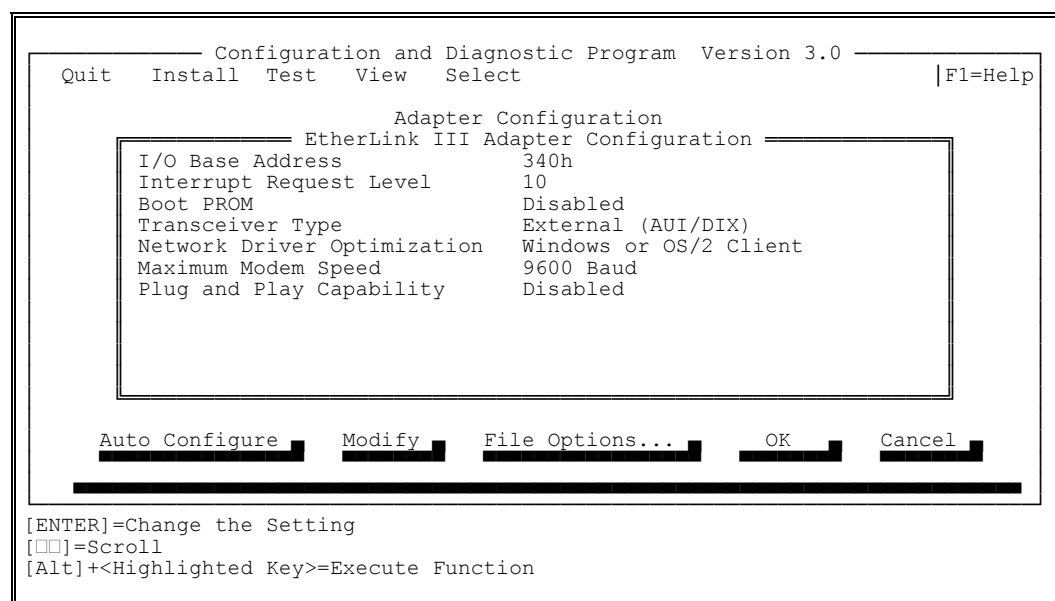 Configuration and Diagnostic Program Version 3.0
Quit Install Test View Select F1=Help
Adapter Configuration
EtherLink III Adapter Configuration
I/O Base Address 340h
Interrupt Request Level 10
Boot PROM Disabled
Transceiver Type External (AUI/DIX)
Network Driver Optimization Windows or OS/2 Client
Maximum Modem Speed 9600 Baud
Plug and Play Capability Disabled
Auto Configure Modify File Options... OK Cancel
[ENTER]=Change the Setting
[□□]=Scroll
[Alt]+<Highlighted Key>=Execute Function